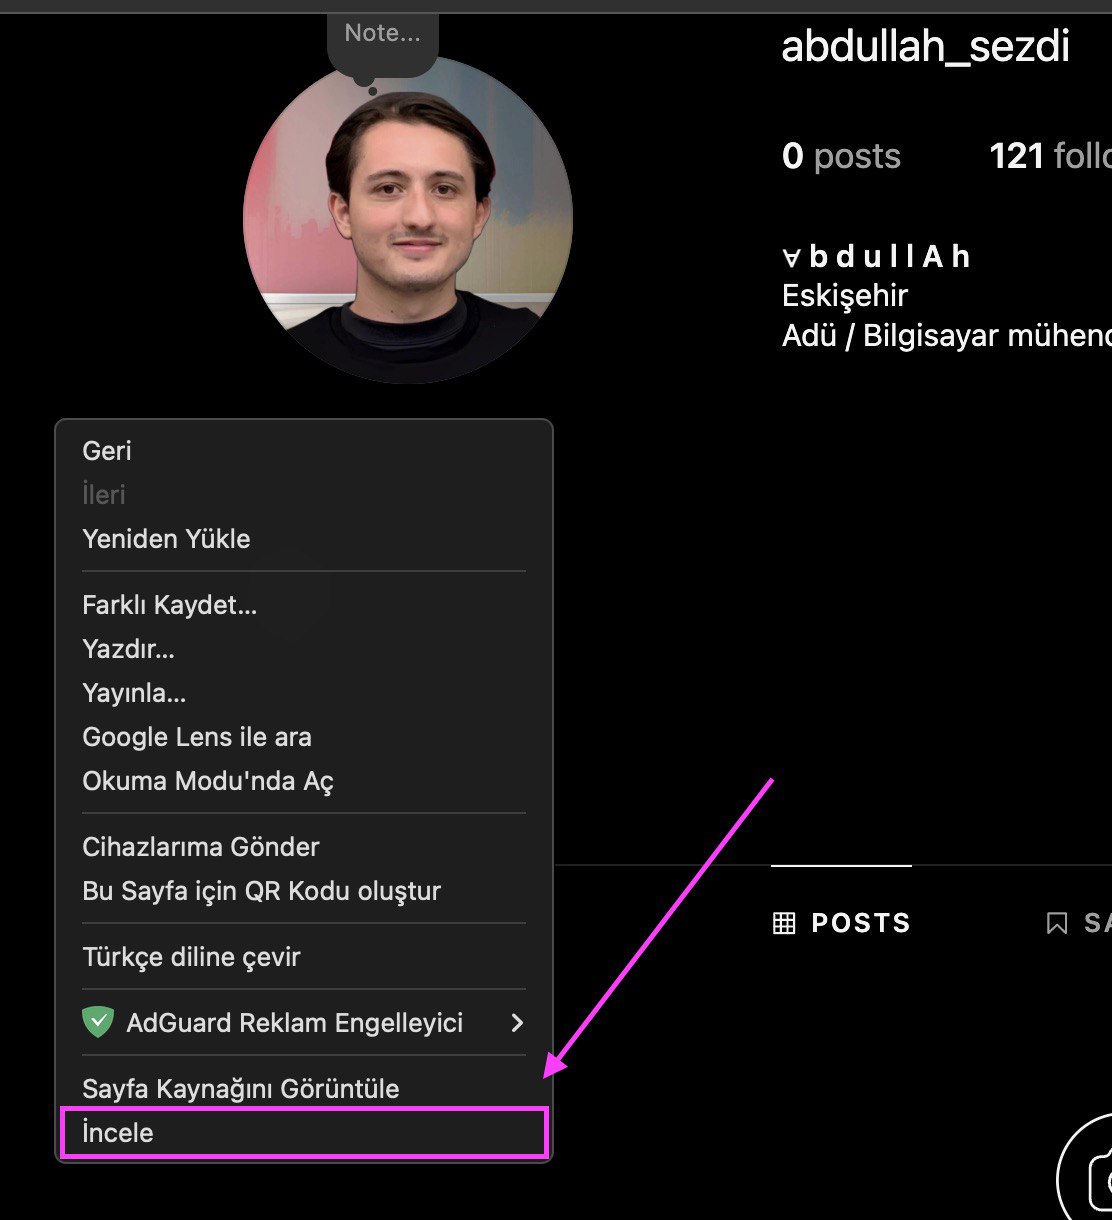 Note...
abdullah_sezdi
0 posts 121 follo
∀ b d u l l A h
Eskişehir
Adü / Bilgisayar mühend
Geri
İleri
Yeniden Yükle
Farklı Kaydet...
Yazdır...
Yayınla...
Google Lens ile ara
Okuma Modu'nda Aç
Cihazlarıma Gönder
Bu Sayfa için QR Kodu oluştur
Türkçe diline çevir
AdGuard Reklam Engelleyici
Sayfa Kaynağını Görüntüle
İncele
POSTS SA